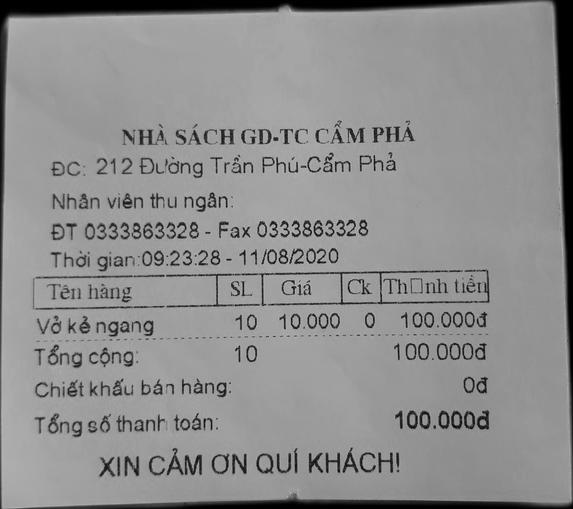 NHÀ SÁCH GD-TC CẨM PHẢ
ĐC: 212 Đường Trần Phú-Cẩm Phả
Nhân viên thu ngân:
ĐT 0333863328 - Fax 0333863328
Thời gian:09:23:28 - 11/08/2020
Tên hàng SL Giá Ck Th□nh tiền
Vở kẻ ngang 10 10.000 0 100.000đ
Tổng cộng: 10 100.000đ
Chiết khấu bán hàng: 0đ
Tổng số thanh toán: 100.000đ
XIN CẢM ƠN QUÍ KHÁCH!